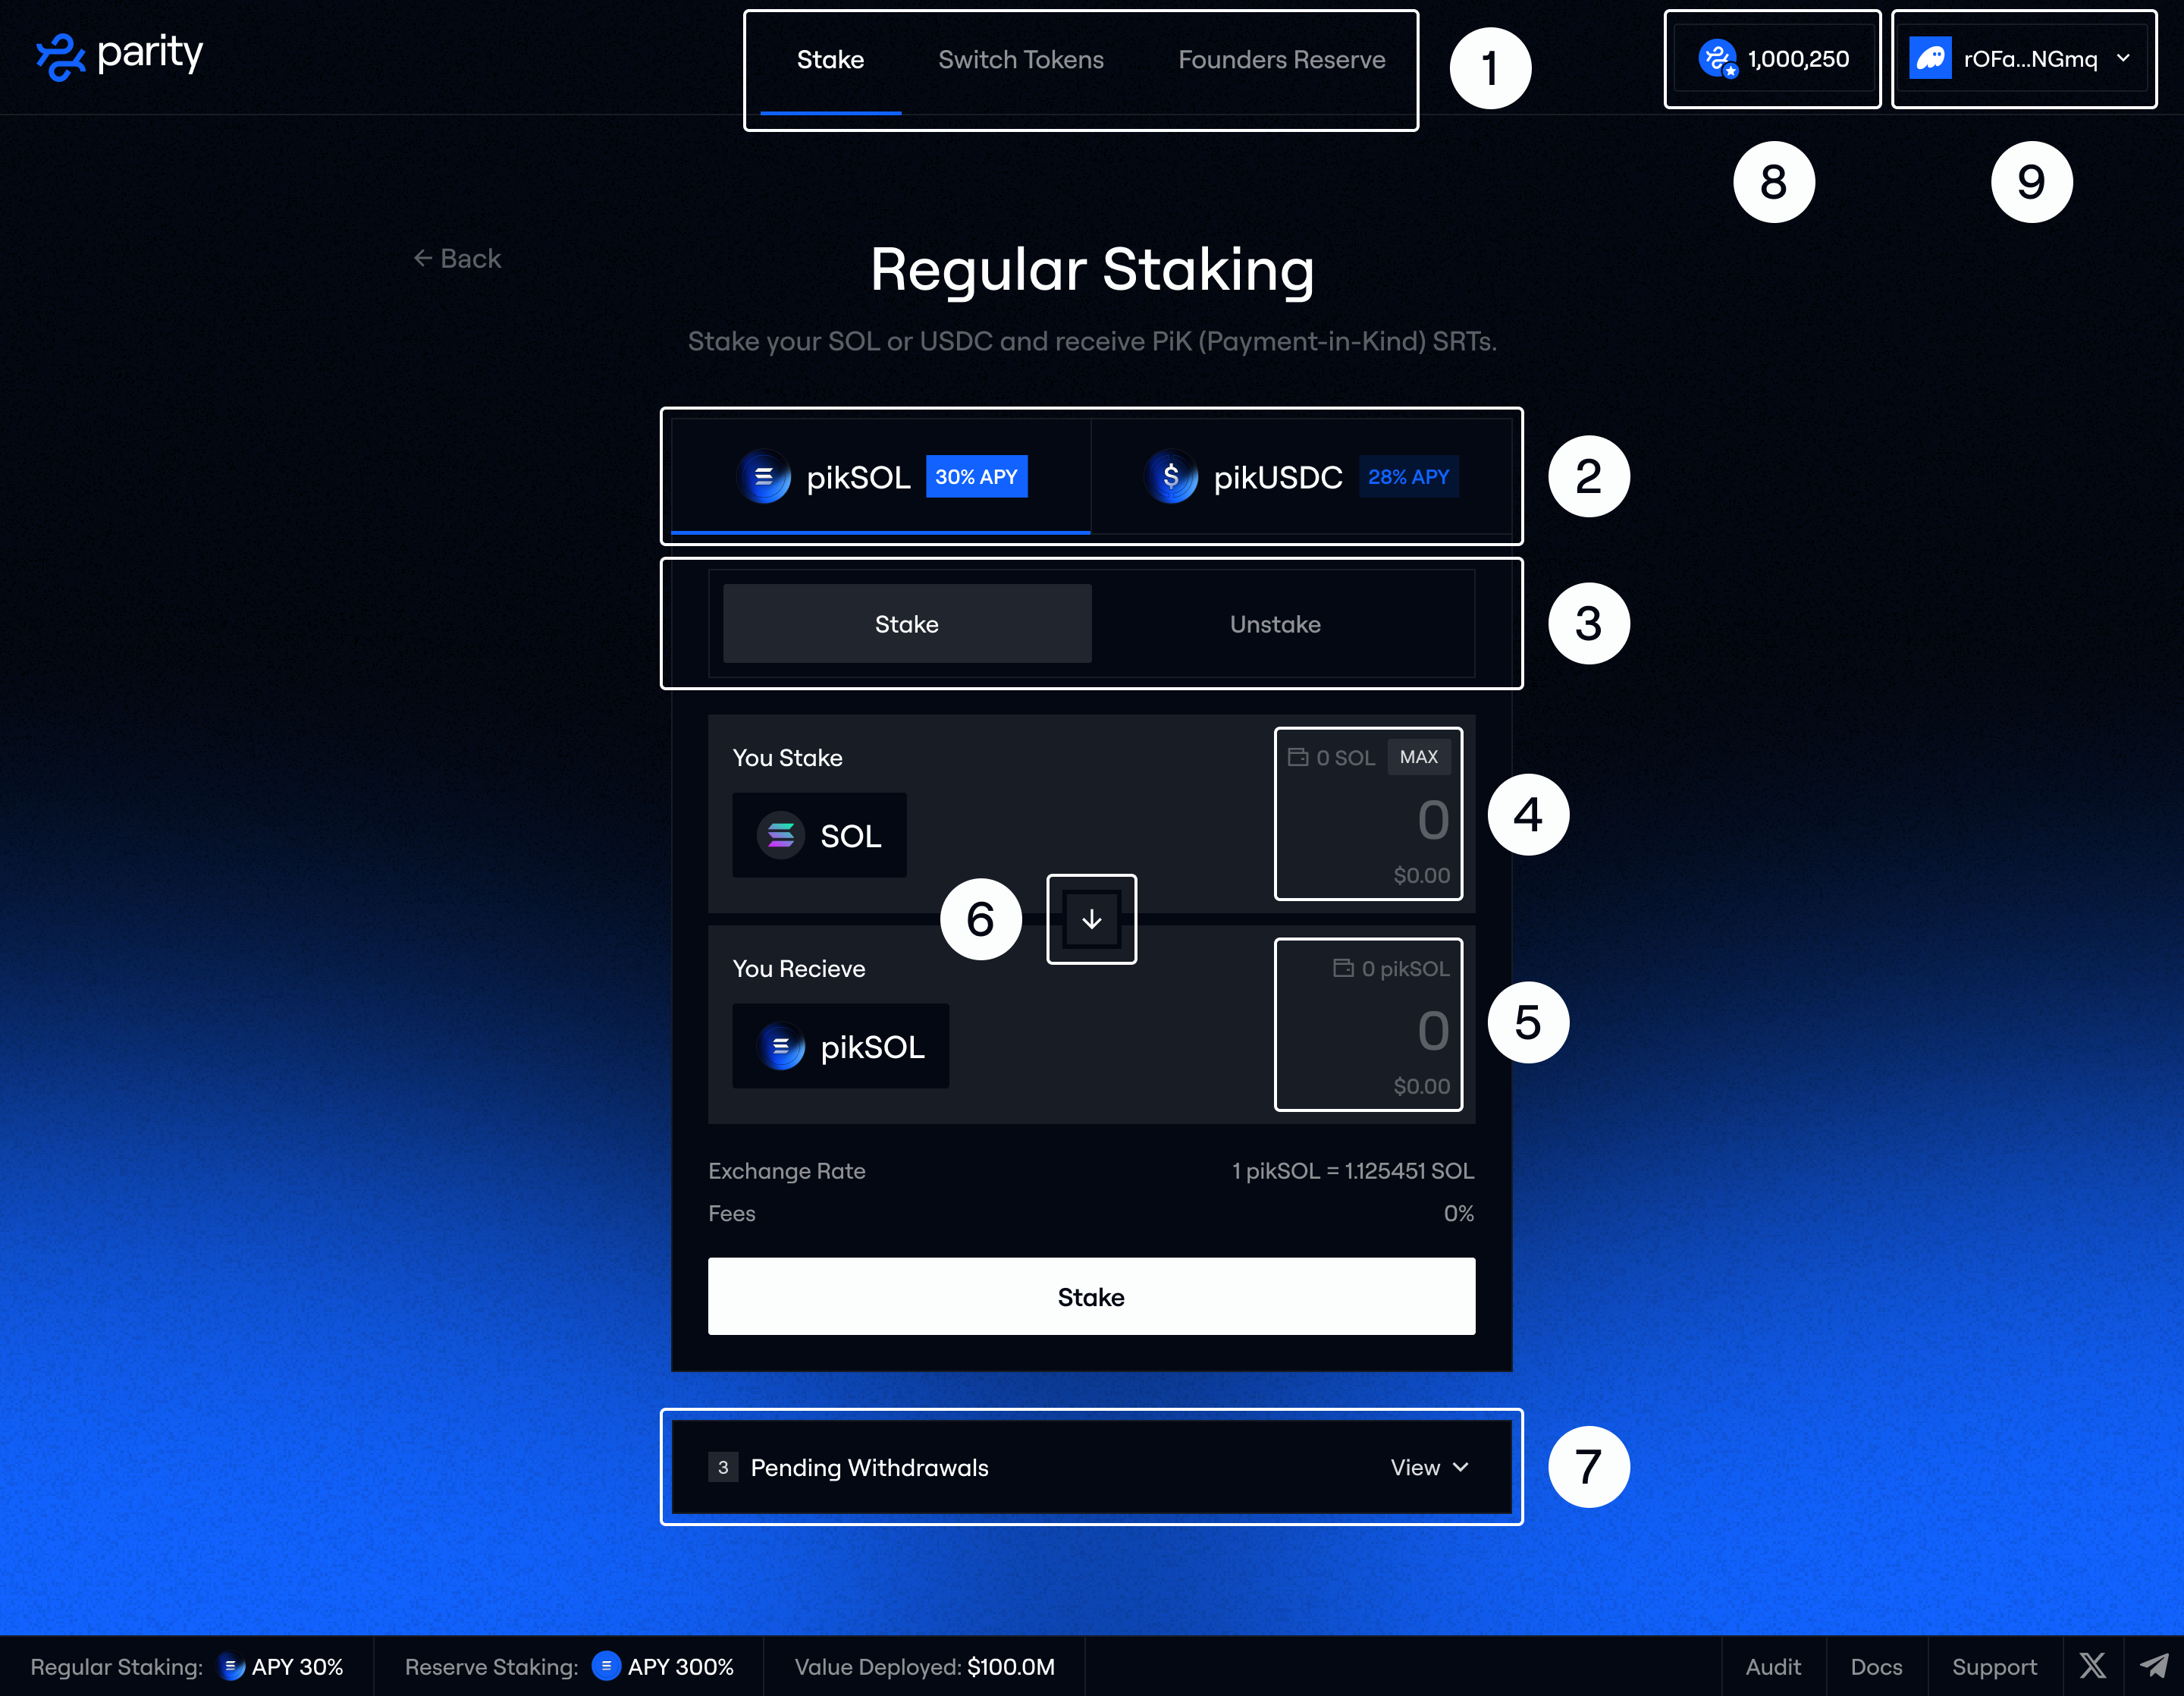 parity
Stake Switch Tokens Founders Reserve
1
1,000,250
rOFa...NGmq
8
9
← Back
Regular Staking
Stake your SOL or USDC and receive PiK (Payment-in-Kind) SRTs.
pikSOL 30% APY
$ pikUSDC 28% APY
2
Stake Unstake
3
You Stake
0 SOL MAX
SOL
0
$0.00
4
6
↓
You Recieve
0 pikSOL
pikSOL
0
$0.00
5
Exchange Rate 1 pikSOL = 1.125451 SOL
Fees 0%
Stake
3 Pending Withdrawals View
7
Regular Staking: APY 30% Reserve Staking: APY 300% Value Deployed: $100.0M Audit Docs Support X